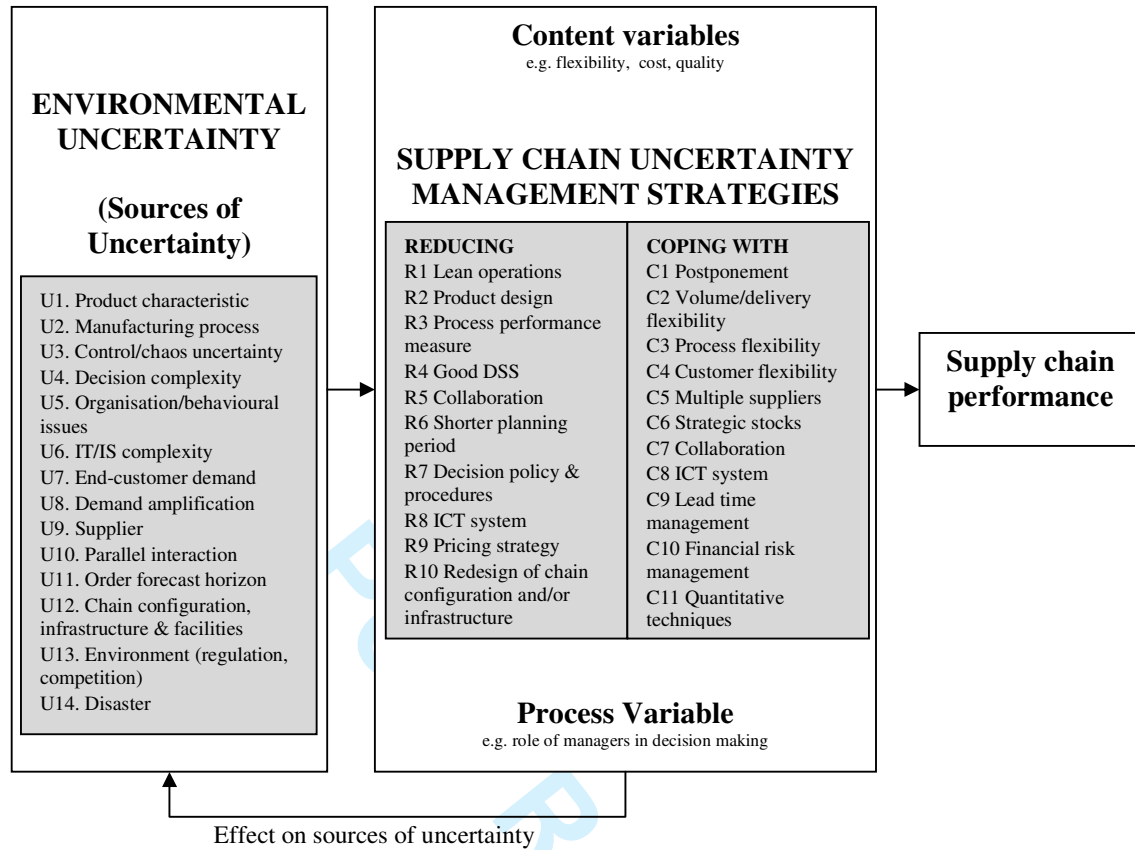 ENVIRONMENTAL
UNCERTAINTY
(Sources of
Uncertainty)
U1. Product characteristic
U2. Manufacturing process
U3. Control/chaos uncertainty
U4. Decision complexity
U5. Organisation/behavioural
issues
U6. IT/IS complexity
U7. End-customer demand
U8. Demand amplification
U9. Supplier
U10. Parallel interaction
U11. Order forecast horizon
U12. Chain configuration,
infrastructure & facilities
U13. Environment (regulation,
competition)
U14. Disaster
Content variables
e.g. flexibility, cost, quality
SUPPLY CHAIN UNCERTAINTY
MANAGEMENT STRATEGIES
REDUCING
R1 Lean operations
R2 Product design
R3 Process performance
measure
R4 Good DSS
R5 Collaboration
R6 Shorter planning
period
R7 Decision policy &
procedures
R8 ICT system
R9 Pricing strategy
R10 Redesign of chain
configuration and/or
infrastructure
COPING WITH
C1 Postponement
C2 Volume/delivery
flexibility
C3 Process flexibility
C4 Customer flexibility
C5 Multiple suppliers
C6 Strategic stocks
C7 Collaboration
C8 ICT system
C9 Lead time
management
C10 Financial risk
management
C11 Quantitative
techniques
Process Variable
e.g. role of managers in decision making
Supply chain
performance
Effect on sources of uncertainty